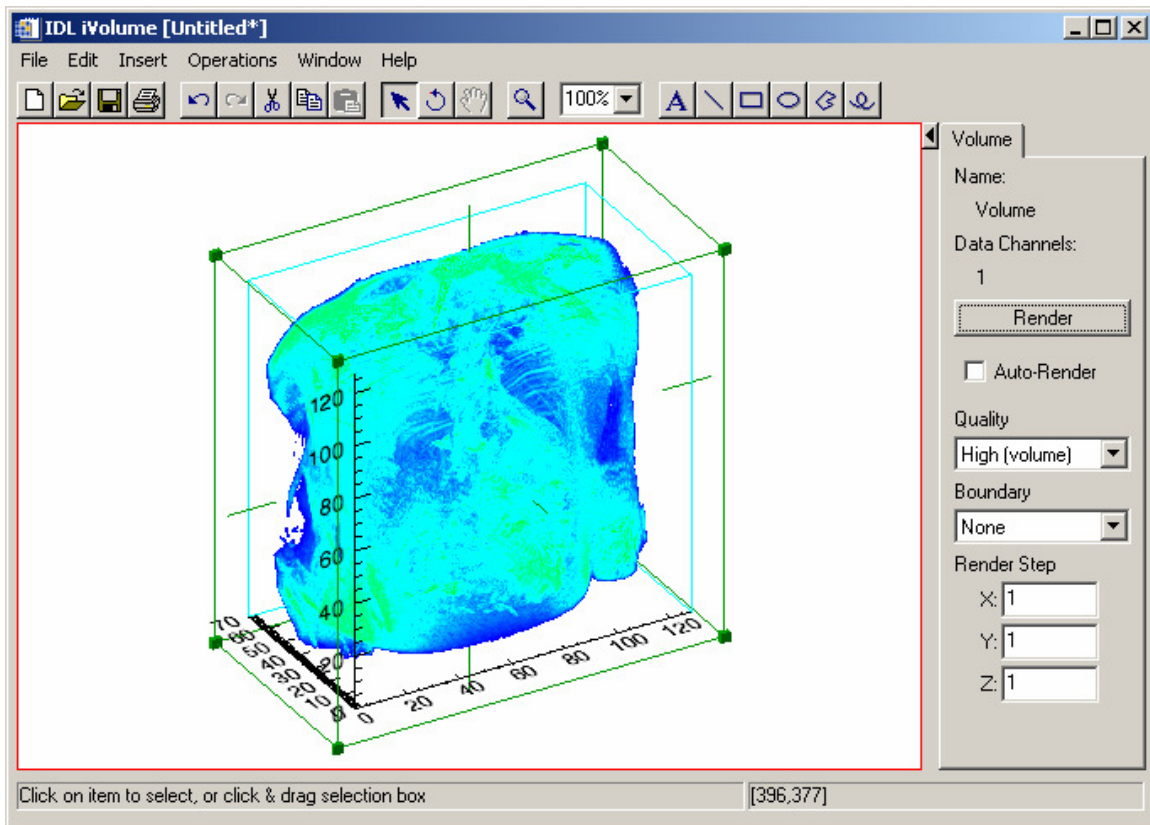 IDL iVolume [Untitled*]
File Edit Insert Operations Window Help
100% A
Volume
Name:
Volume
Data Channels:
1
Render
Auto-Render
Quality
High (volume)
Boundary
None
Render Step
X: 1
Y: 1
Z: 1
120
100
80
60
40
20
0 20 40 60 80 100 120
70 60 50 40 30 20 10 0
Click on item to select, or click & drag selection box [396,377]